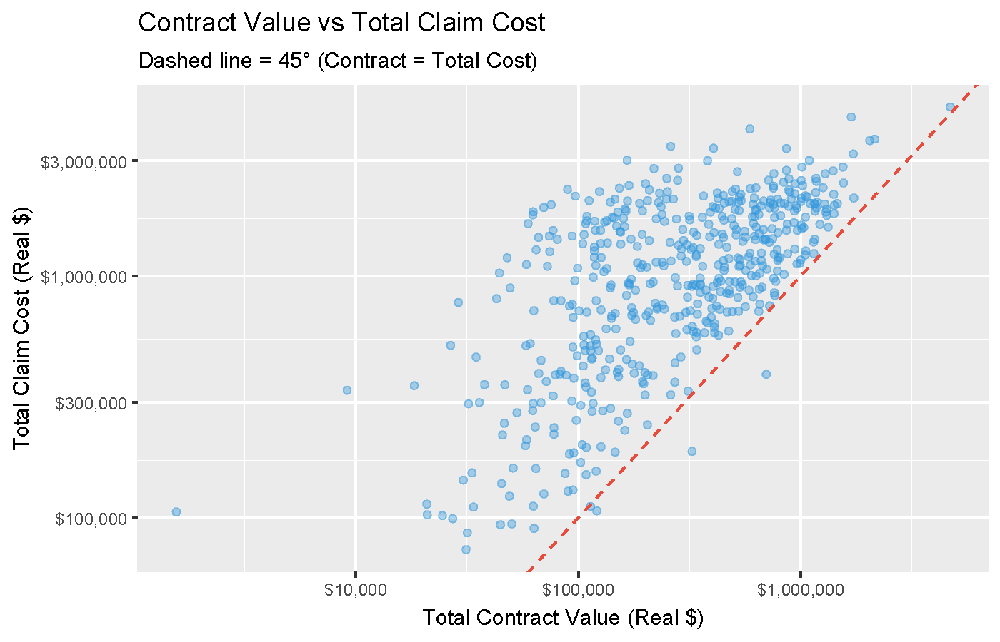 Contract Value vs Total Claim Cost
Dashed line = 45° (Contract = Total Cost)
Total Claim Cost (Real $)
$3,000,000
$1,000,000
$300,000
$100,000
$10,000
$100,000
$1,000,000
Total Contract Value (Real $)